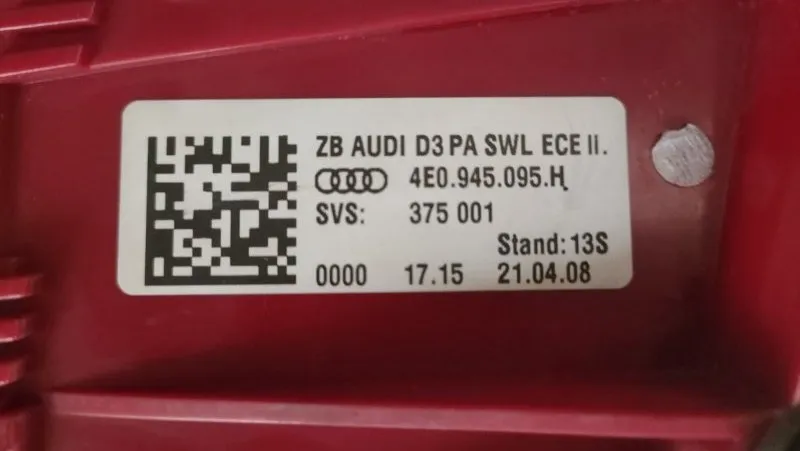 ZB AUDI D3 PA SWL ECE II.
4E0.945.095.H
SVS: 375 001
Stand: 13S
0000 17.15 21.04.08